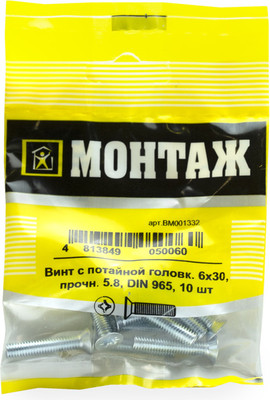 МОНТАЖ
арт.ВМ001332
4 813849 050060
Винт с потайной головк. 6х30,
прочн. 5.8, DIN 965, 10 шт